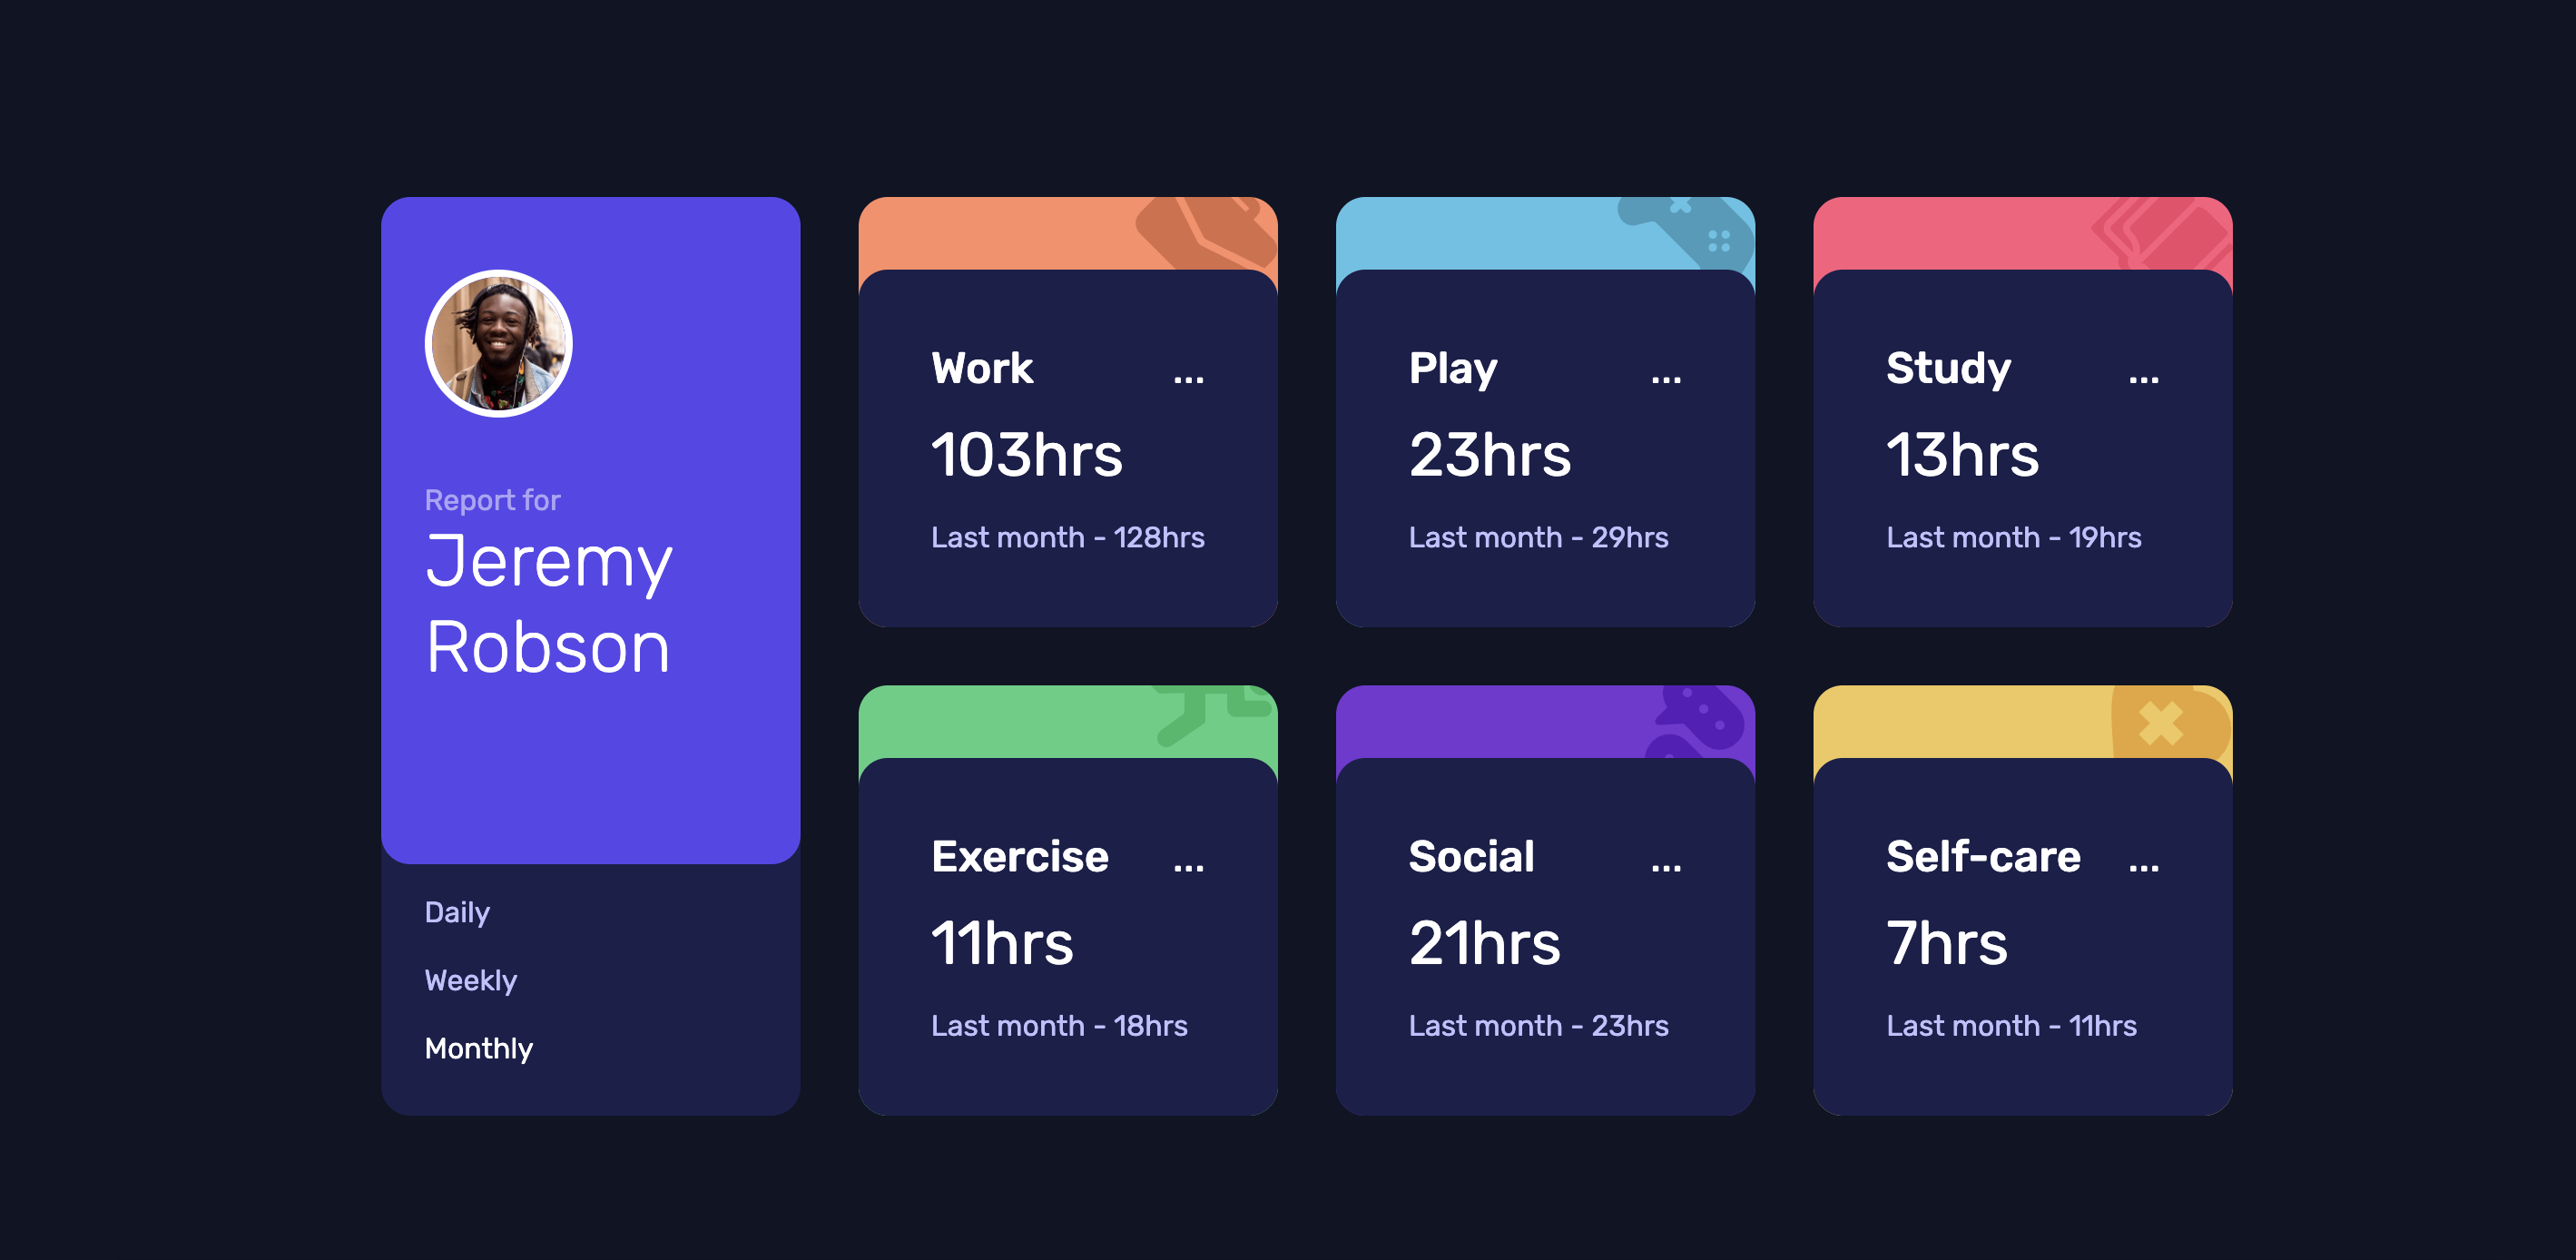 Report for
Jeremy
Robson
Daily
Weekly
Monthly
Work ...
103hrs
Last month - 128hrs
Play ...
23hrs
Last month - 29hrs
Study ...
13hrs
Last month - 19hrs
Exercise ...
11hrs
Last month - 18hrs
Social ...
21hrs
Last month - 23hrs
Self-care ...
7hrs
Last month - 11hrs